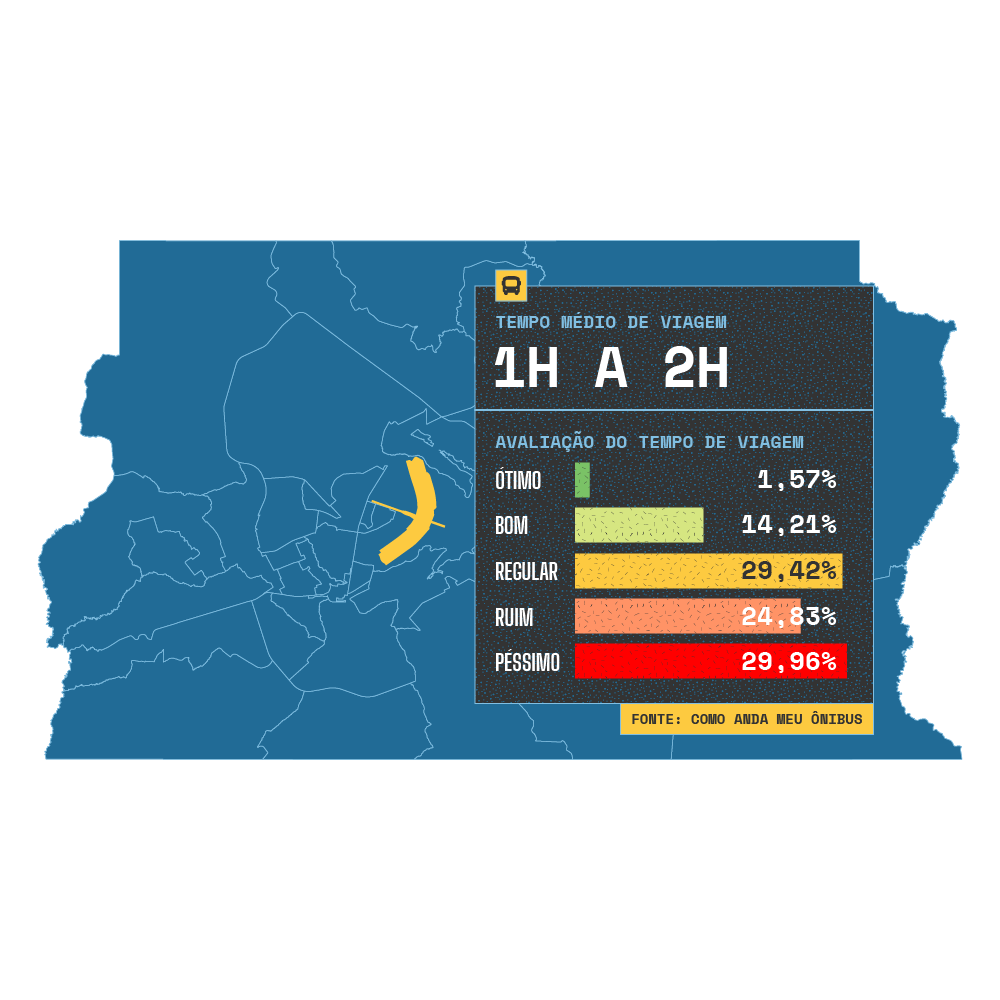 TEMPO MÉDIO DE VIAGEM
1H A 2H
AVALIAÇÃO DO TEMPO DE VIAGEM
ÓTIMO 1,57%
BOM 14,21%
REGULAR 29,42%
RUIM 24,83%
PÉSSIMO 29,96%
FONTE: COMO ANDA MEU ÔNIBUS